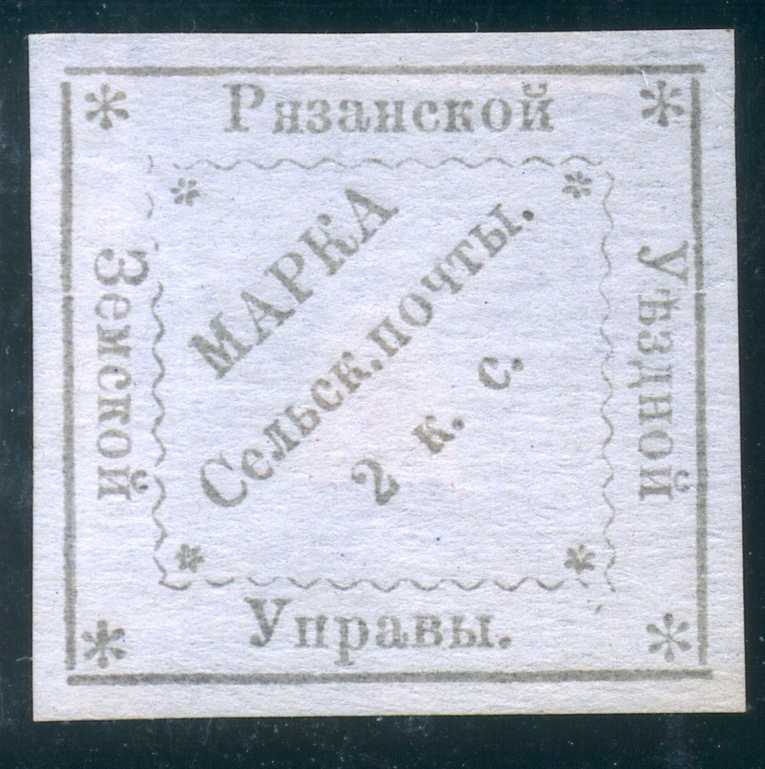 Рязанской
Уѣздной
Земской
Управы.
МАРКА
Сельск.почты.
2 к. с.